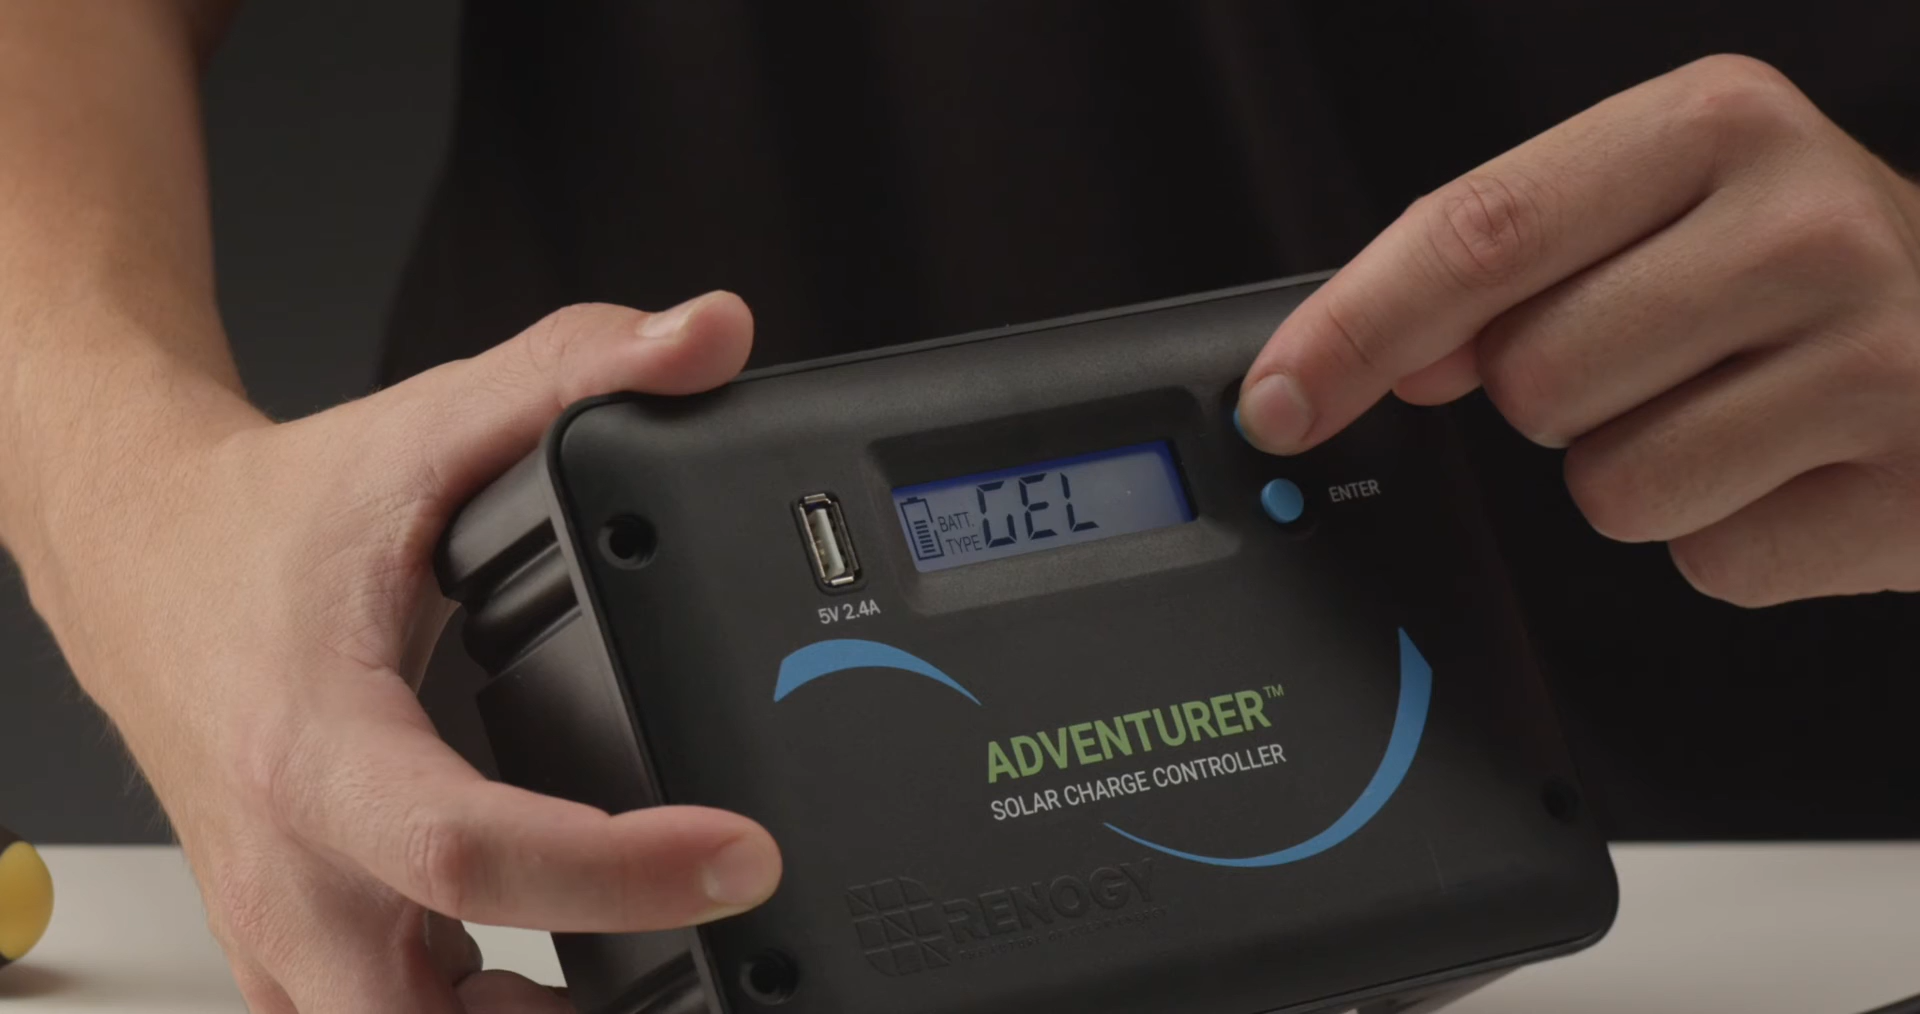 BATT.
TYPE
GEL
ENTER
5V 2.4A
ADVENTURER™
SOLAR CHARGE CONTROLLER
RENOGY